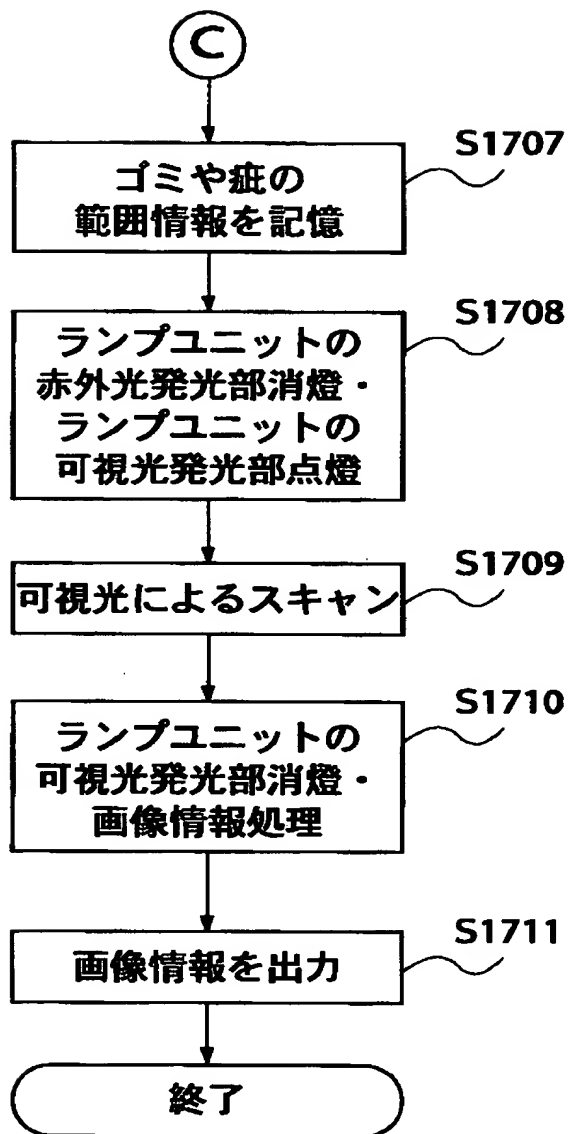 C
S1707
ゴミや疵の
範囲情報を記憶
S1708
ランプユニットの
赤外光発光部消燈・
ランプユニットの
可視光発光部点燈
S1709
可視光によるスキャン
S1710
ランプユニットの
可視光発光部消燈・
画像情報処理
S1711
画像情報を出力
終了